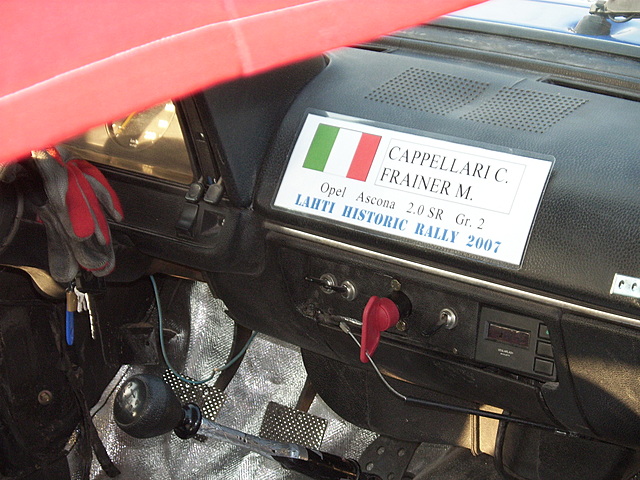 CAPPELLARI C.
FRAINER M.
Opel Ascona 2.0 SR Gr. 2
LAHTI HISTORIC RALLY 2007